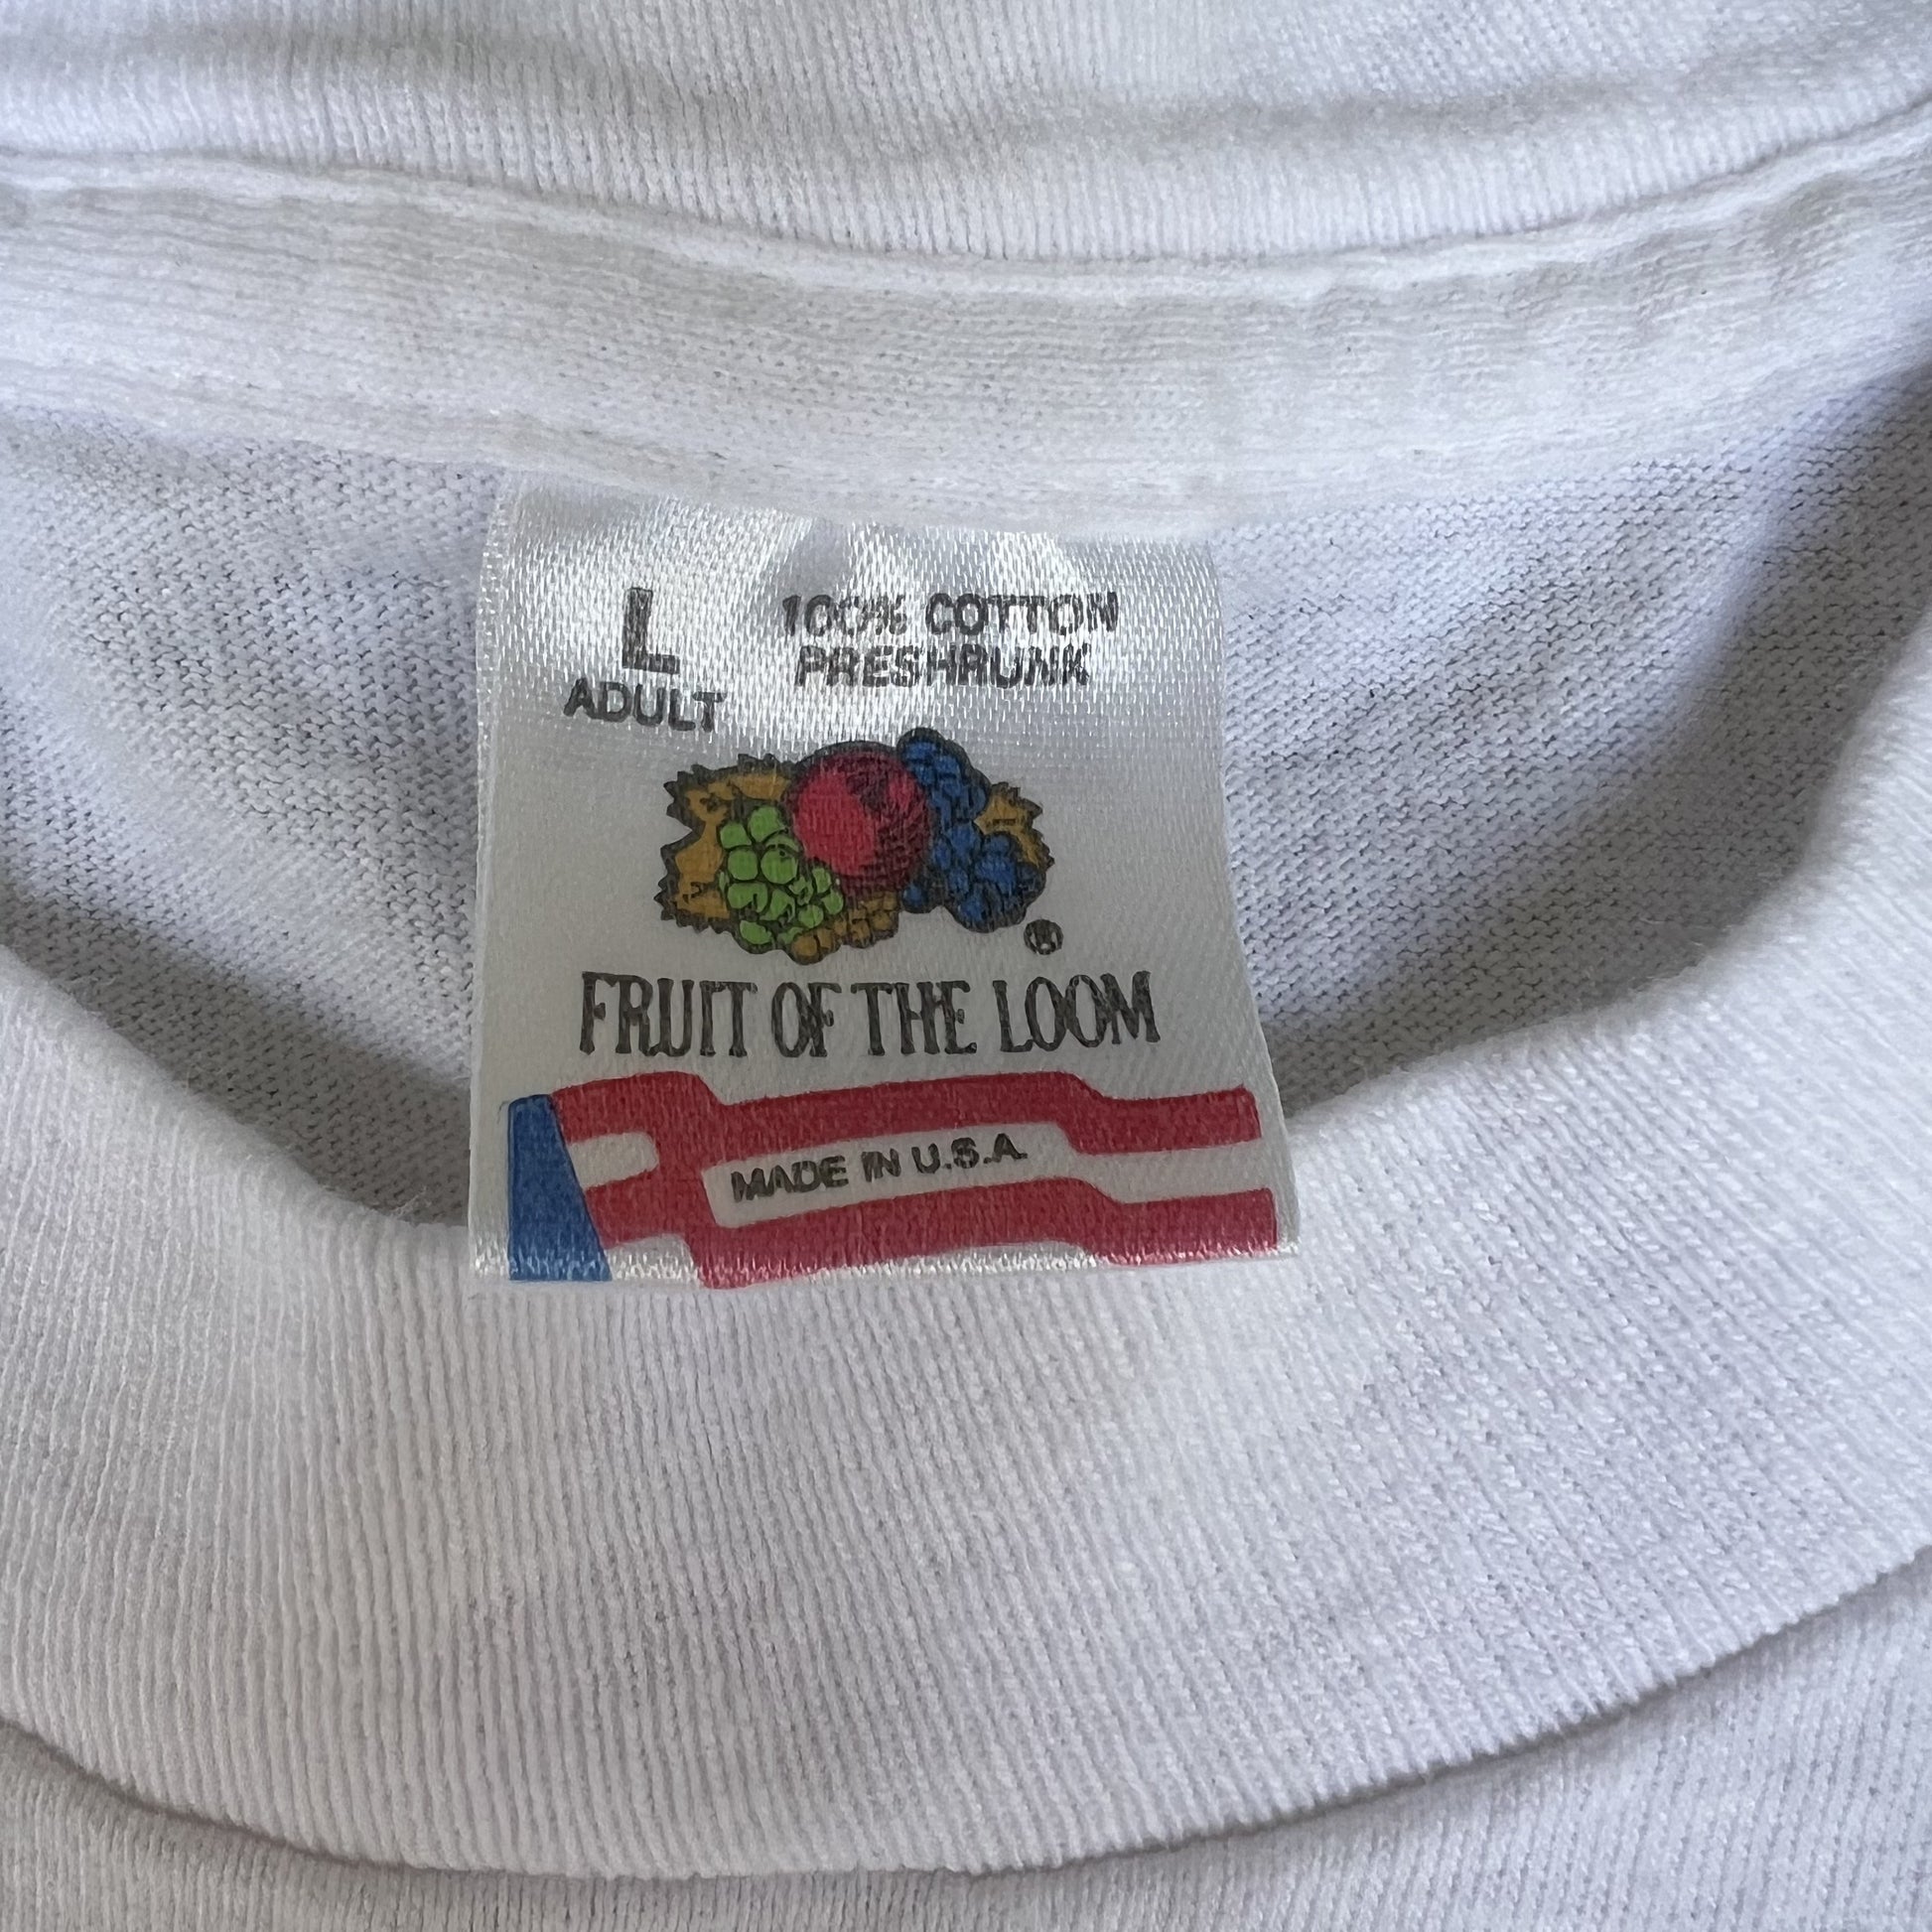 L
ADULT
100% COTTON
PRESHRUNK
®
FRUIT OF THE LOOM
MADE IN U.S.A.